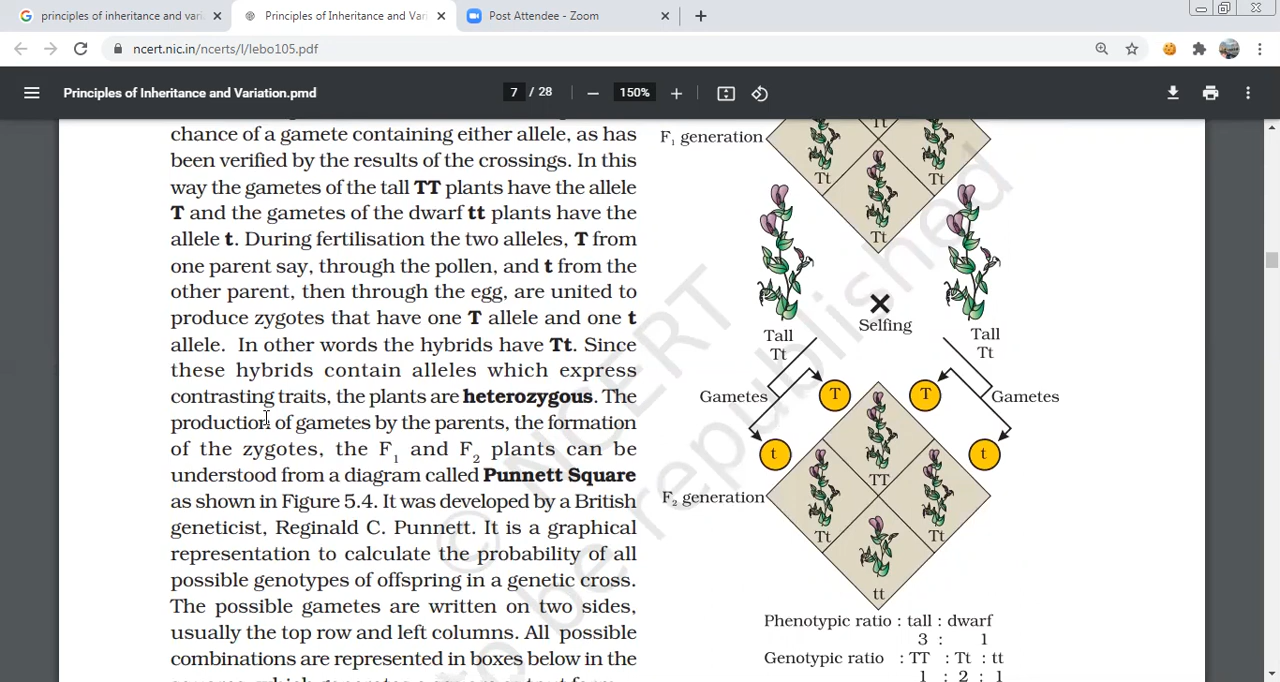 principles of inheritance and vari
Principles of Inheritance and Vari
Post Attendee - Zoom
ncert.nic.in/ncerts/l/lebo105.pdf
Principles of Inheritance and Variation.pmd
7 / 28
150%
chance of a gamete containing either allele, as has
been verified by the results of the crossings. In this
way the gametes of the tall TT plants have the allele
T and the gametes of the dwarf tt plants have the
allele t. During fertilisation the two alleles, T from
one parent say, through the pollen, and t from the
other parent, then through the egg, are united to
produce zygotes that have one T allele and one t
allele. In other words the hybrids have Tt. Since
these hybrids contain alleles which express
contrasting traits, the plants are heterozygous. The
production of gametes by the parents, the formation
of the zygotes, the F1 and F2 plants can be
understood from a diagram called Punnett Square
as shown in Figure 5.4. It was developed by a British
geneticist, Reginald C. Punnett. It is a graphical
representation to calculate the probability of all
possible genotypes of offspring in a genetic cross.
The possible gametes are written on two sides,
usually the top row and left columns. All possible
combinations are represented in boxes below in the
Tt
F1 generation
Tt
Tt
Tt
Selfing
Tall
Tt
Tall
Tt
Gametes
T
T
Gametes
t
t
TT
F2 generation
Tt
Tt
tt
Phenotypic ratio : tall : dwarf
3 : 1
Genotypic ratio : TT : Tt : tt
1 : 2 : 1
© NCERT
be republished